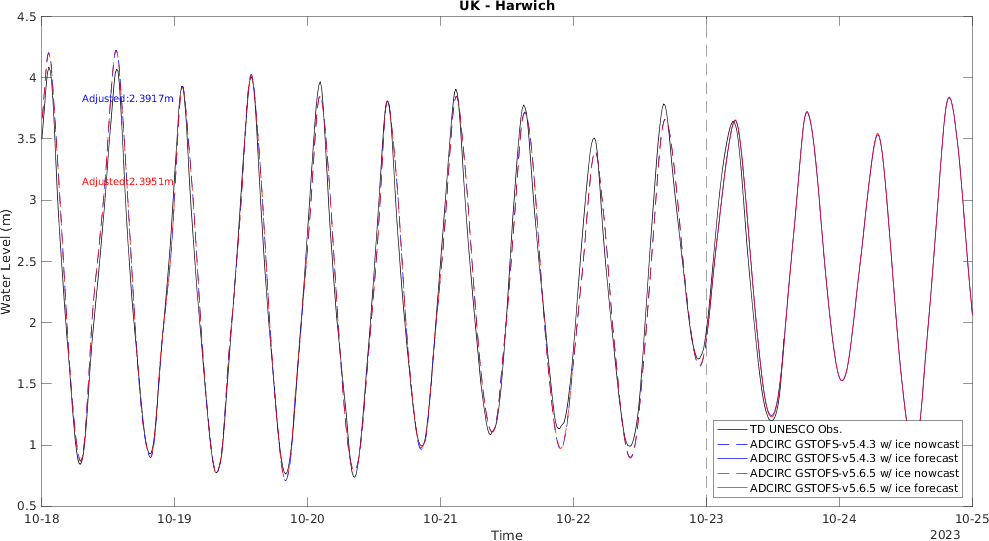 UK - Harwich
4.5
4
3.5
3
2.5
2
1.5
1
0.5
Water Level (m)
Adjusted:2.3917m
Adjusted:2.3951m
TD UNESCO Obs.
ADCIRC GSTOFS-v5.4.3 w/ ice nowcast
ADCIRC GSTOFS-v5.4.3 w/ ice forecast
ADCIRC GSTOFS-v5.6.5 w/ ice nowcast
ADCIRC GSTOFS-v5.6.5 w/ ice forecast
10-18 10-19 10-20 10-21 10-22 10-23 10-24 10-25
Time
2023